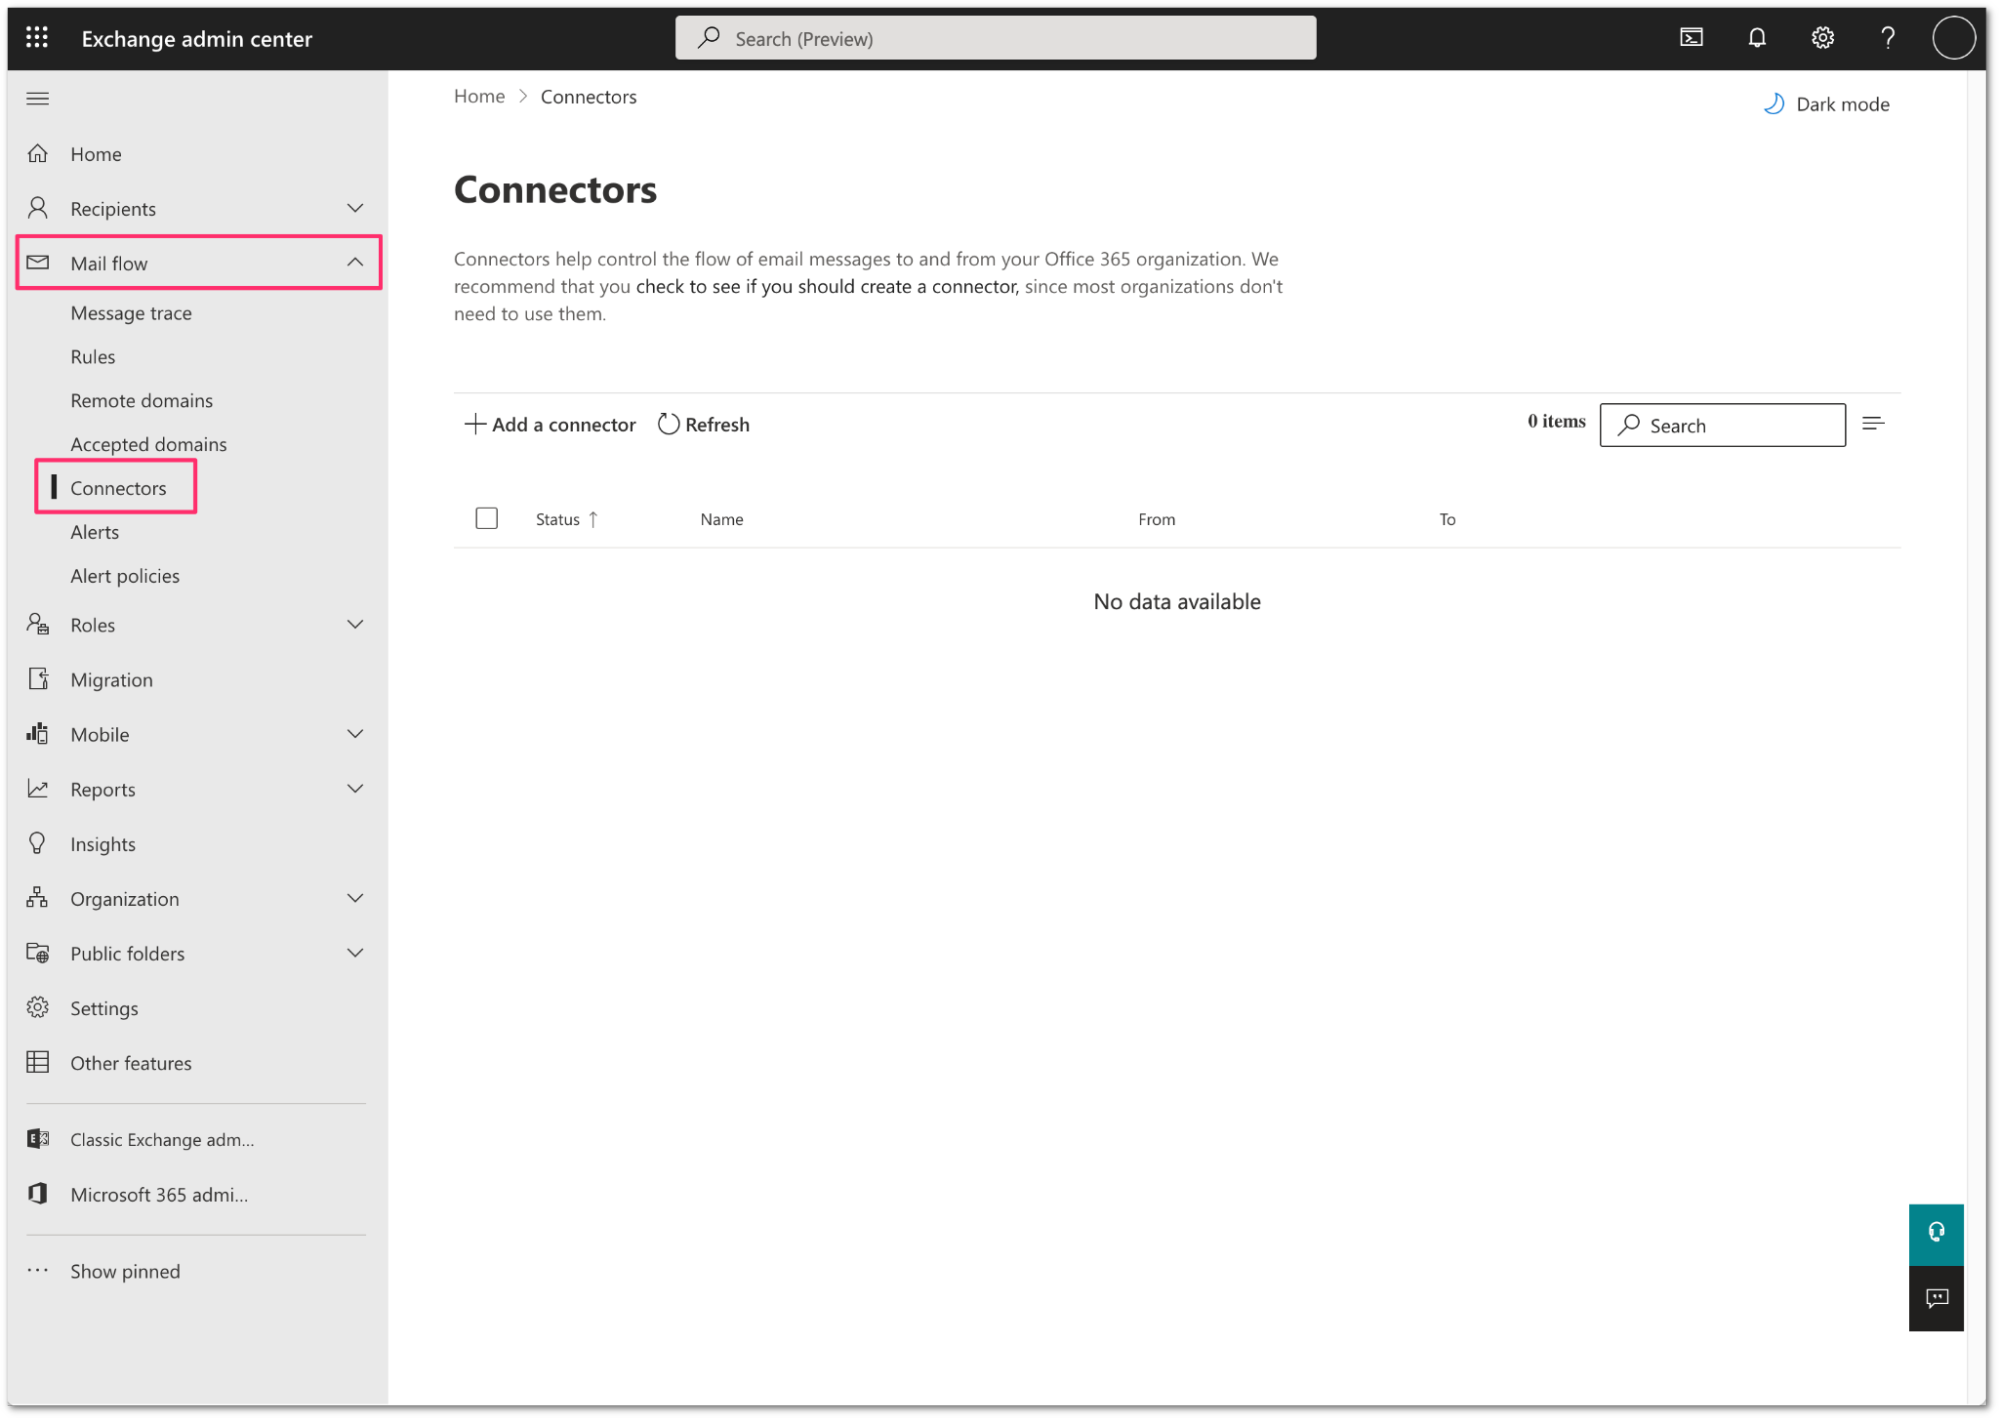 Exchange admin center
Search (Preview)
Home
Recipients
Mail flow
Message trace
Rules
Remote domains
Accepted domains
Connectors
Alerts
Alert policies
Roles
Migration
Mobile
Reports
Insights
Organization
Public folders
Settings
Other features
Classic Exchange adm...
Microsoft 365 admi...
Show pinned
Home > Connectors
Dark mode
Connectors
Connectors help control the flow of email messages to and from your Office 365 organization. We
recommend that you check to see if you should create a connector, since most organizations don't
need to use them.
Add a connector Refresh
0 items Search
Status ↑ Name From To
No data available